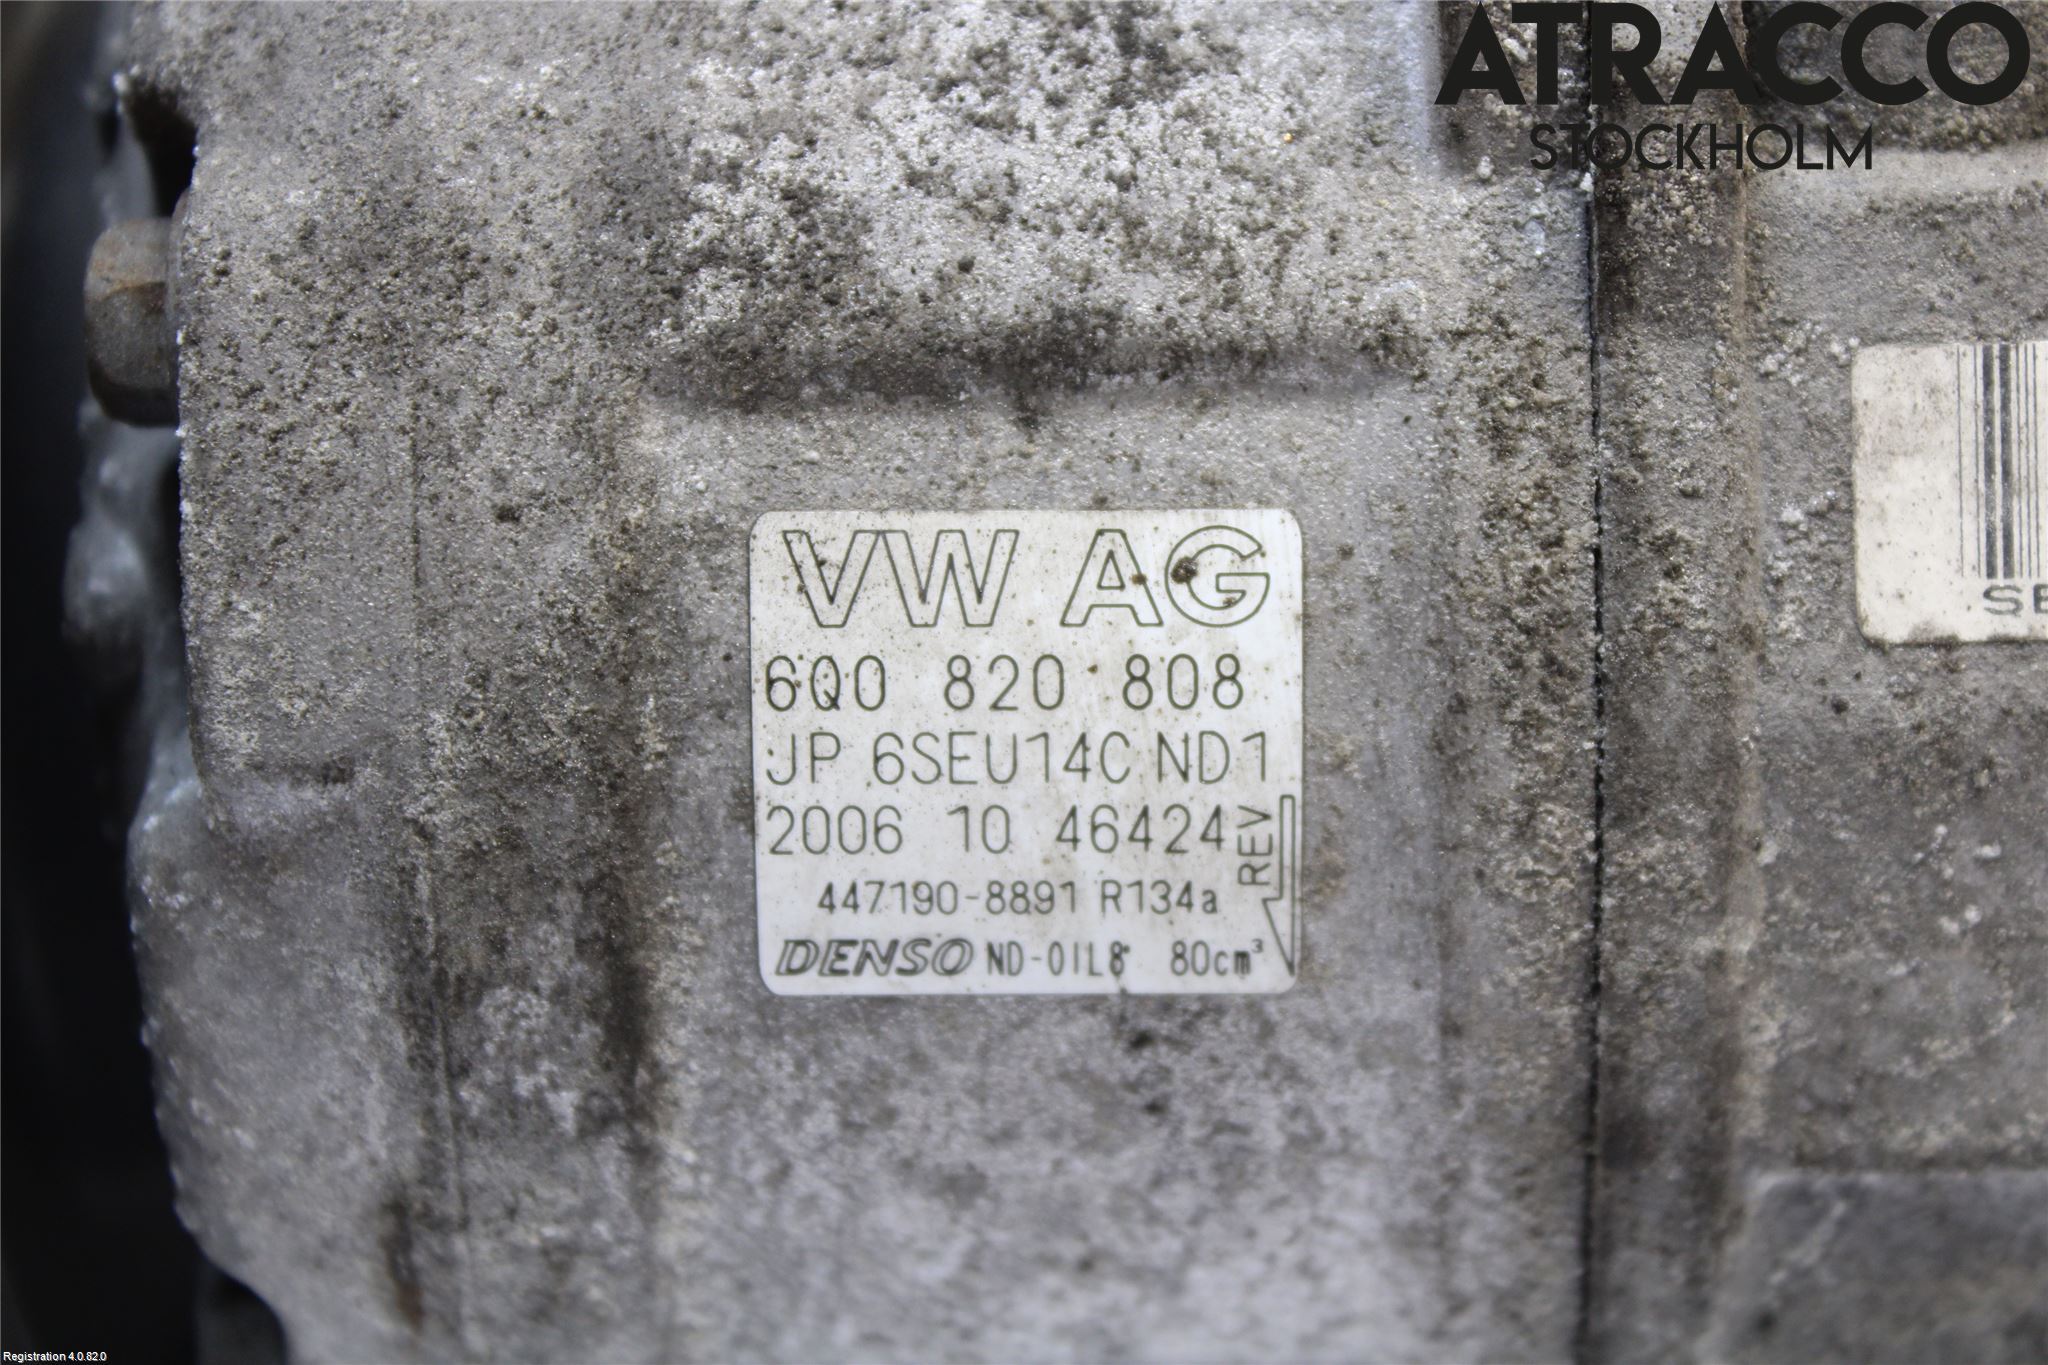 ATRACCO
STOCKHOLM
VW AG
6Q0 820 808
JP 6SEU14C ND1
2006 10 46424
REV
447190-8891 R134a
DENSO ND-OIL8 80cm³
SE
Registration 4.0.82.0